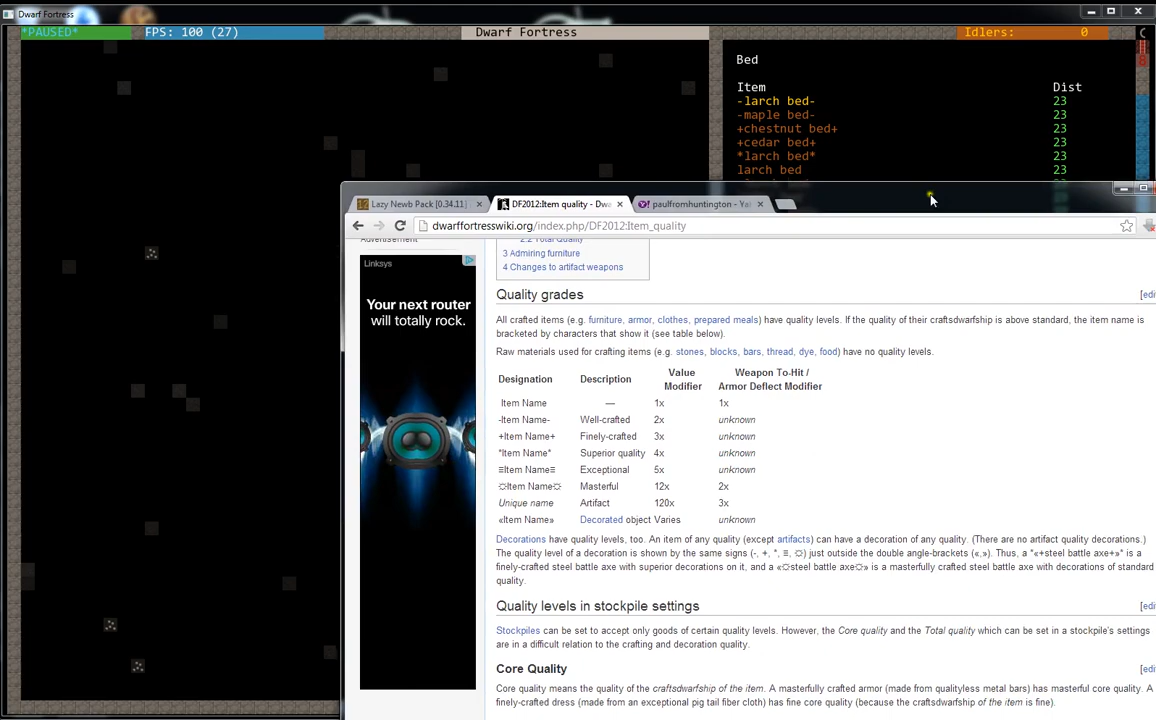 Dwarf Fortress
*PAUSED*
FPS: 100 (27)
Dwarf Fortress
Idlers: 0
Bed
Item Dist
-larch bed- 23
-maple bed- 23
+chestnut bed+ 23
+cedar bed+ 23
*larch bed* 23
larch bed 23
Lazy Newb Pack [0.34.11]
DF2012:Item quality - Dwa
paulfromhuntington - Ya
dwarffortresswiki.org/index.php/DF2012:Item_quality
Advertisement
2.2 Total Quality
3 Admiring furniture
4 Changes to artifact weapons
Linksys
Your next router
will totally rock.
Quality grades [edi
All crafted items (e.g. furniture, armor, clothes, prepared meals) have quality levels. If the quality of their craftsdwarfship is above standard, the item name is
bracketed by characters that show it (see table below).
Raw materials used for crafting items (e.g. stones, blocks, bars, thread, dye, food) have no quality levels.
Designation Description Value Modifier Weapon To-Hit / Armor Deflect Modifier
Item Name — 1x 1x
-Item Name- Well-crafted 2x unknown
+Item Name+ Finely-crafted 3x unknown
*Item Name* Superior quality 4x unknown
≡Item Name≡ Exceptional 5x unknown
☼Item Name☼ Masterful 12x 2x
Unique name Artifact 120x 3x
«Item Name» Decorated object Varies unknown
Decorations have quality levels, too. An item of any quality (except artifacts) can have a decoration of any quality. (There are no artifact quality decorations.)
The quality level of a decoration is shown by the same signs (-, +, *, ≡, ☼) just outside the double angle-brackets («,»). Thus, a *«+steel battle axe+»* is a
finely-crafted steel battle axe with superior decorations on it, and a «☼steel battle axe☼» is a masterfully crafted steel battle axe with decorations of standard
quality.
Quality levels in stockpile settings [edi
Stockpiles can be set to accept only goods of certain quality levels. However, the Core quality and the Total quality which can be set in a stockpile's settings
are in a difficult relation to the crafting and decoration quality.
Core Quality [edi
Core quality means the quality of the craftsdwarfship of the item. A masterfully crafted armor (made from qualityless metal bars) has masterful core quality. A
finely-crafted dress (made from an exceptional pig tail fiber cloth) has fine core quality (because the craftsdwarfship of the item is fine).